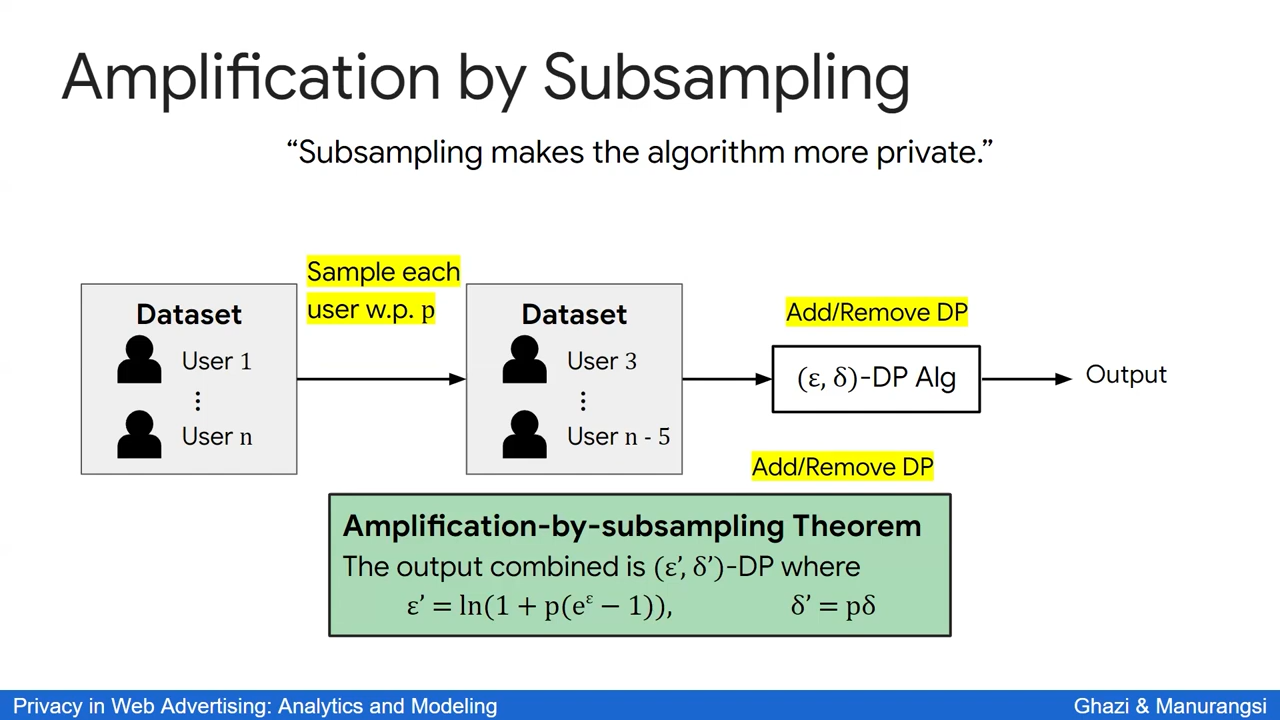 Amplification by Subsampling
“Subsampling makes the algorithm more private.”
Sample each
user w.p. p
Dataset
User 1
⋮
User n
Dataset
User 3
⋮
User n - 5
Add/Remove DP
(ε, δ)-DP Alg
Output
Add/Remove DP
Amplification-by-subsampling Theorem
The output combined is (ε’, δ’)-DP where
ε’ = ln(1 + p(e^ε − 1)), δ’ = pδ
Privacy in Web Advertising: Analytics and Modeling
Ghazi & Manurangsi